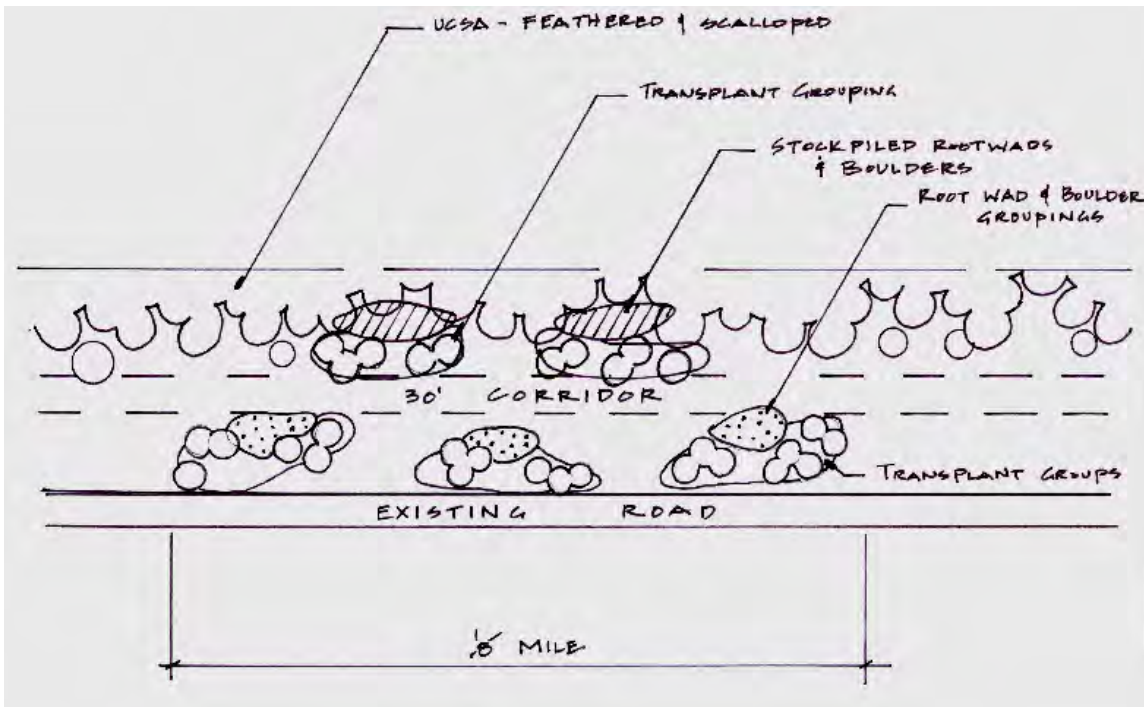 UCSA - FEATHERED & SCALLOPED
TRANSPLANT GROUPING
STOCKPILED ROOTWADS
& BOULDERS
ROOT WAD & BOULDER
GROUPINGS
30' CORRIDOR
TRANSPLANT GROUPS
EXISTING ROAD
1/8 MILE